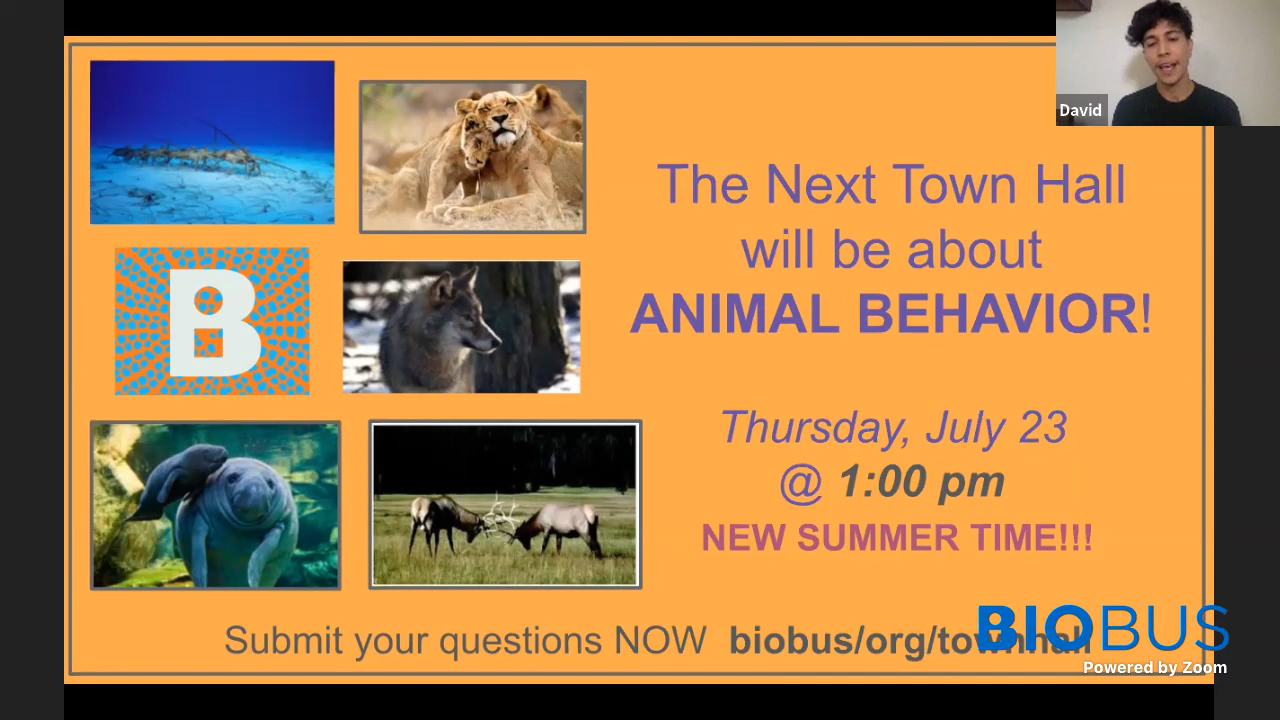 David
The Next Town Hall
will be about
ANIMAL BEHAVIOR!
B
Thursday, July 23
@ 1:00 pm
NEW SUMMER TIME!!!
Submit your questions NOW biobus/org/townhall
BIOBUS
Powered by Zoom